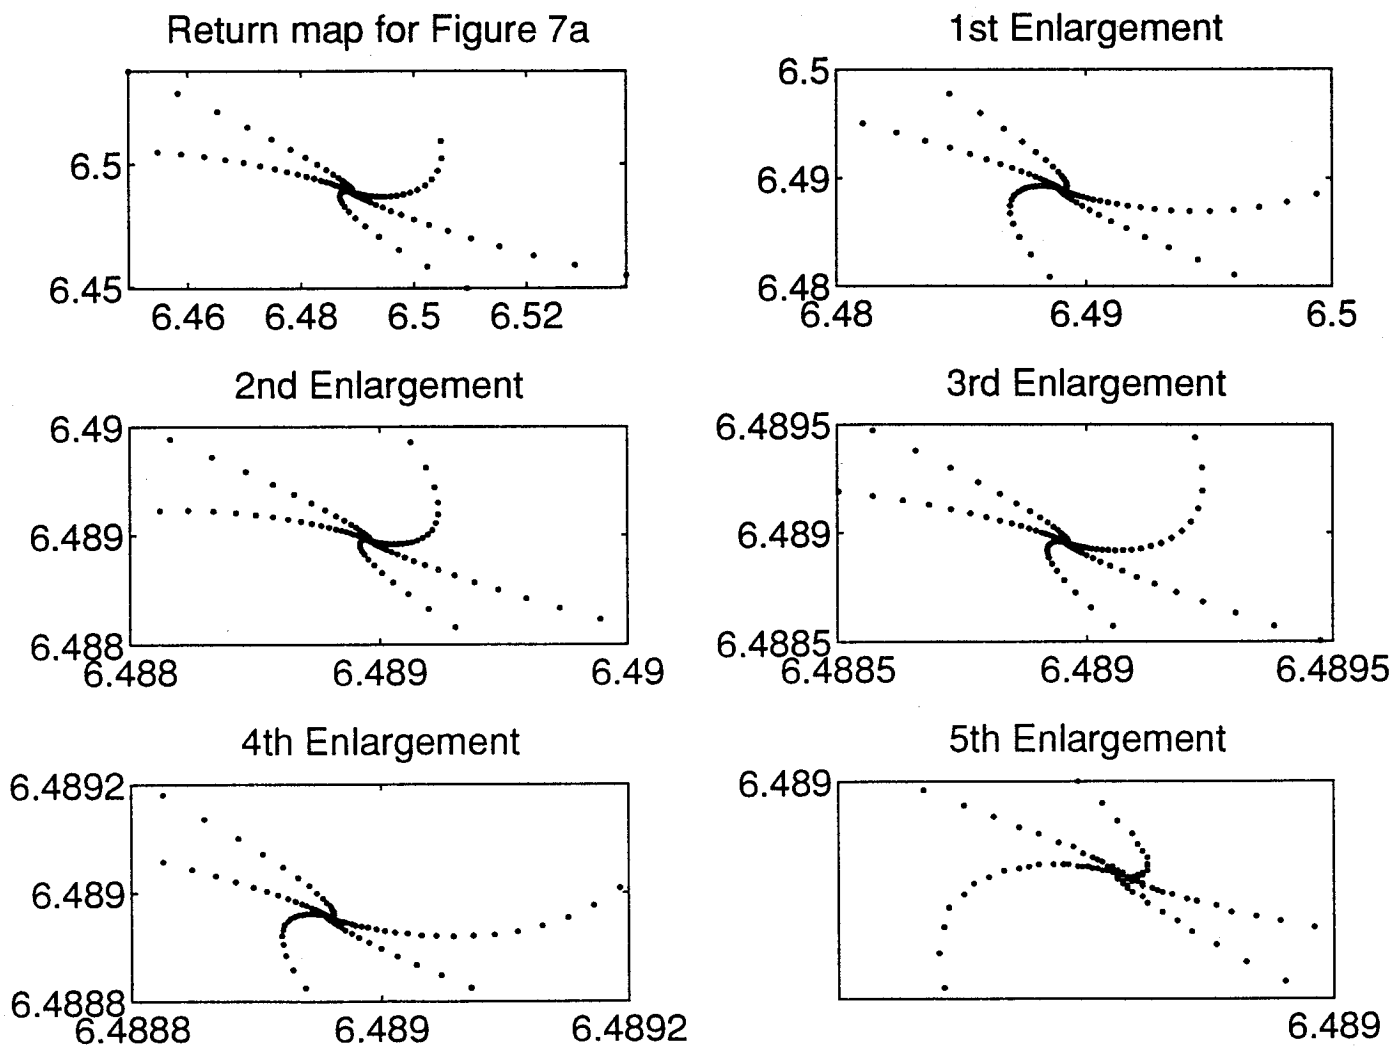 Return map for Figure 7a
6.5
6.45
6.46 6.48 6.5 6.52
1st Enlargement
6.5
6.49
6.48
6.48 6.49 6.5
2nd Enlargement
6.49
6.489
6.488
6.488 6.489 6.49
3rd Enlargement
6.4895
6.489
6.4885
6.4885 6.489 6.4895
4th Enlargement
6.4892
6.489
6.4888
6.4888 6.489 6.4892
5th Enlargement
6.489
6.489